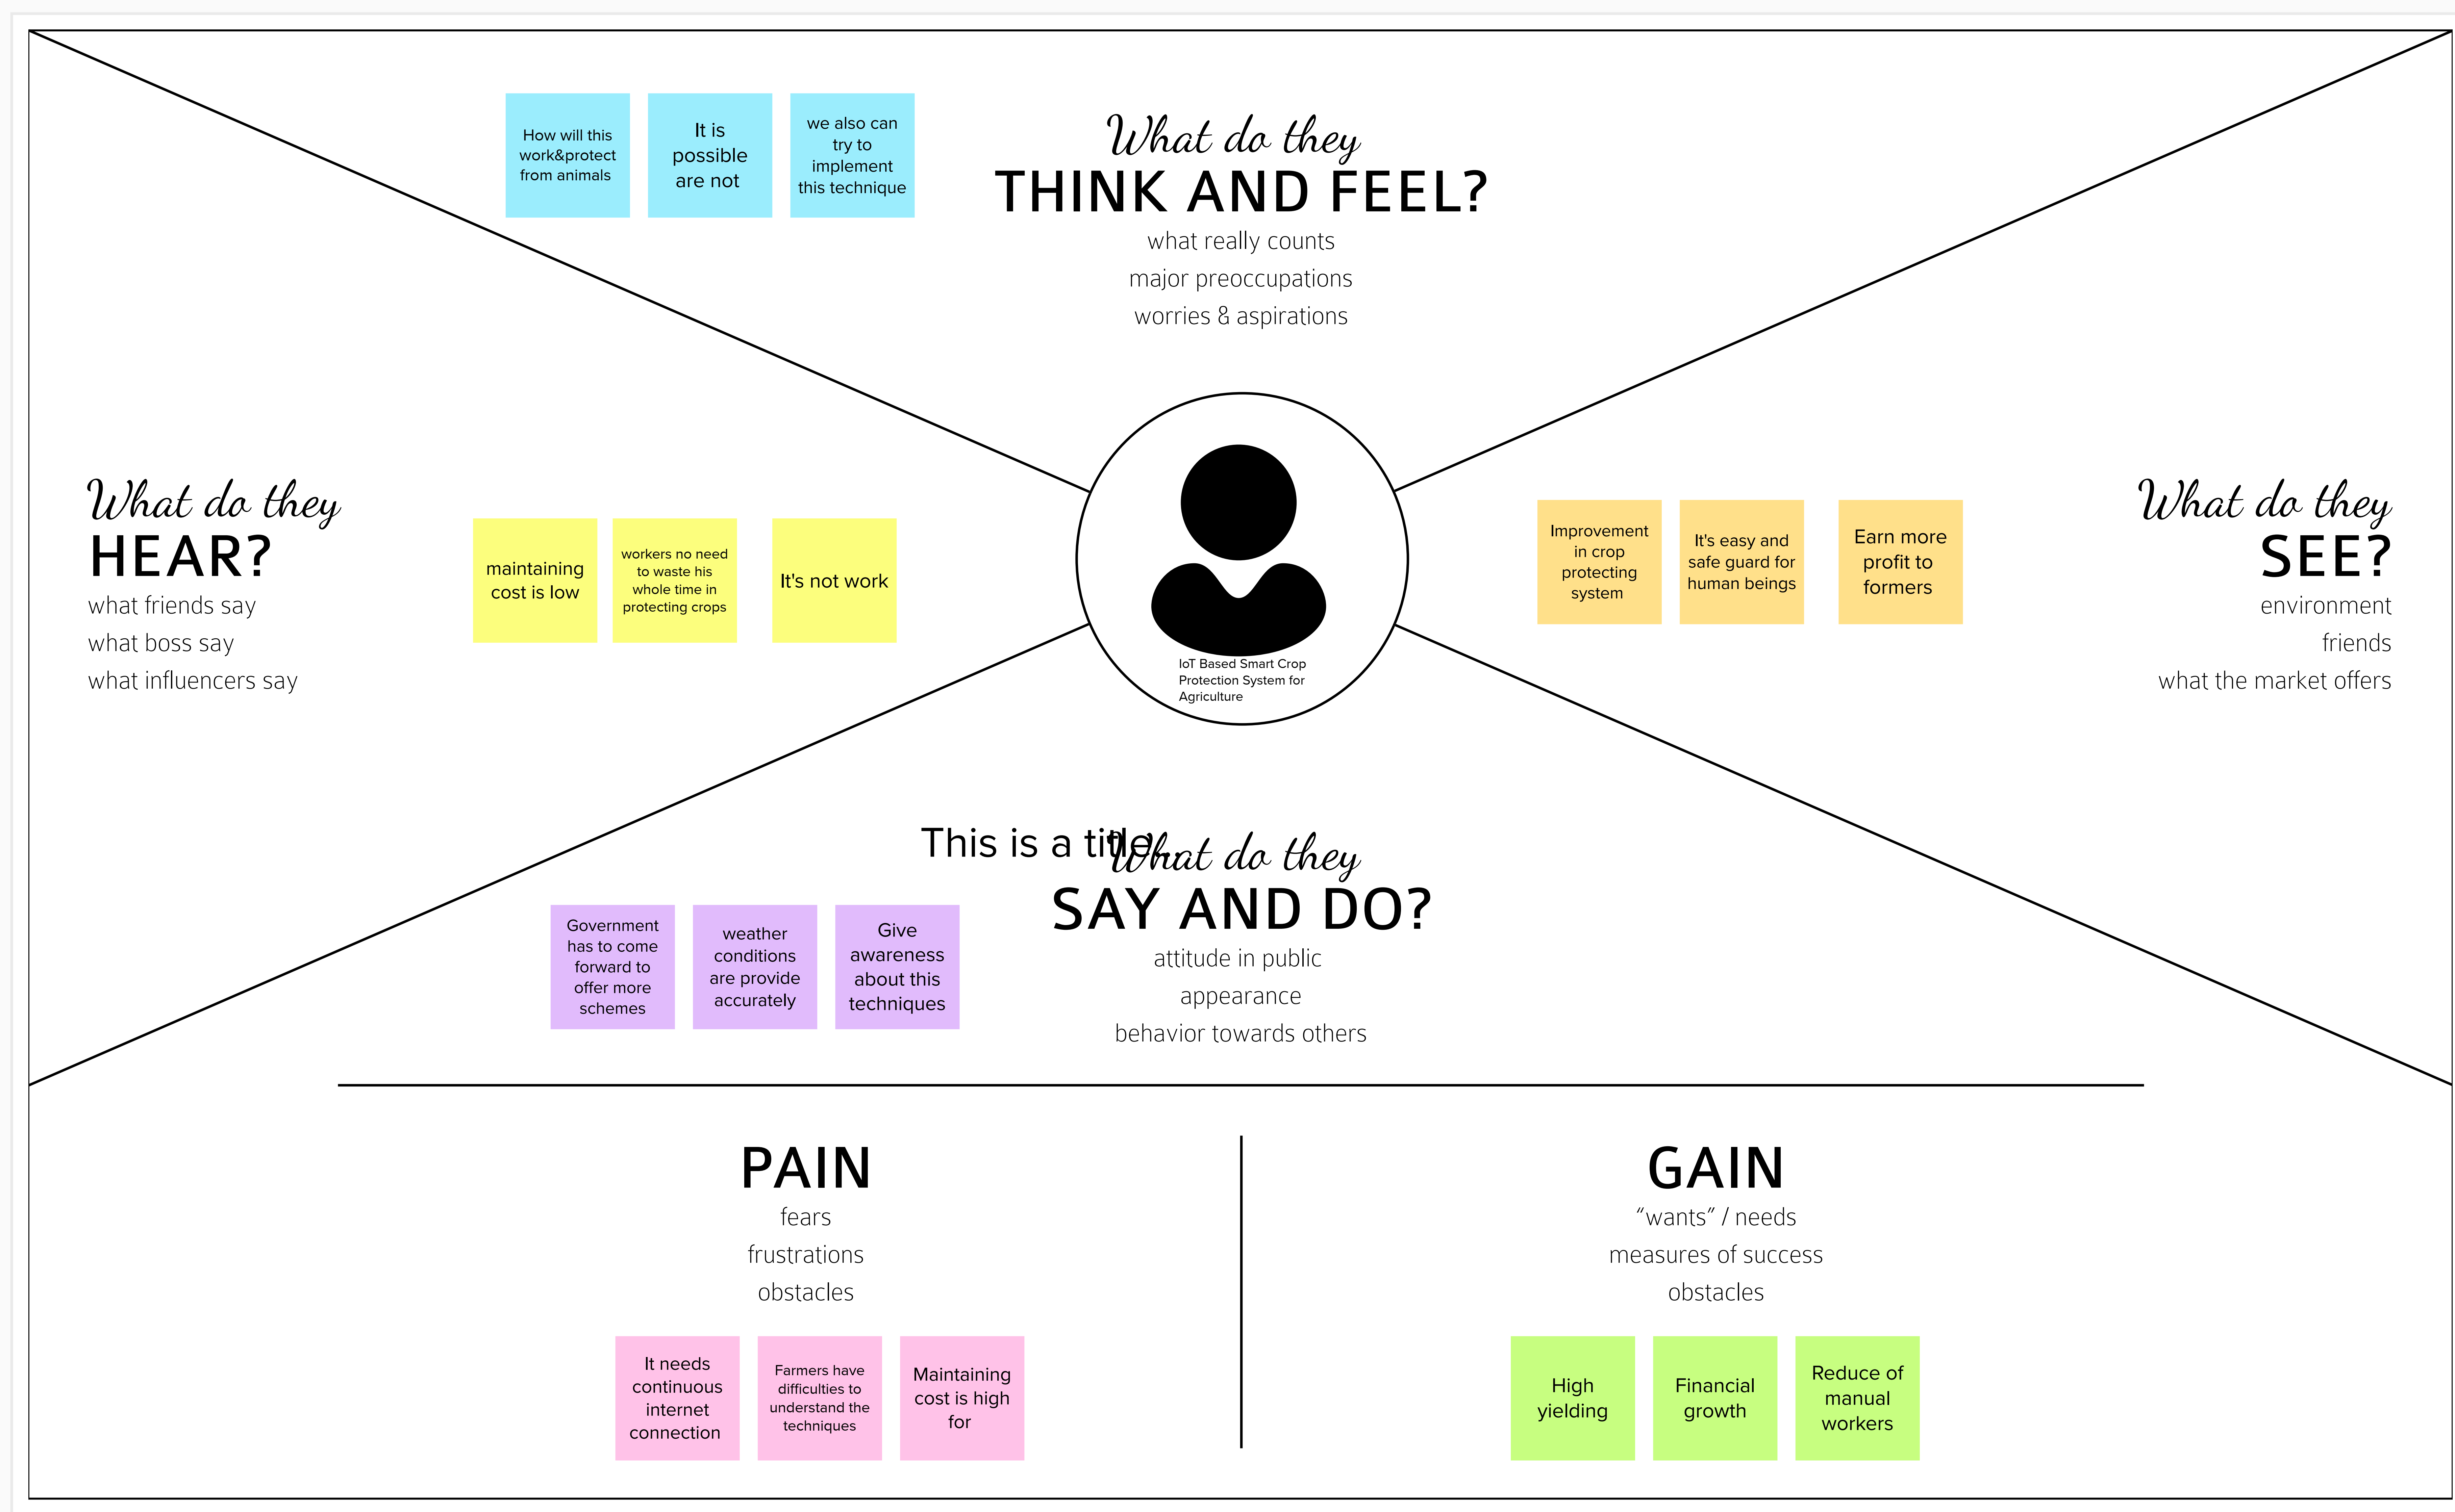 How will this
work&protect
from animals
It is
possible
are not
we also can
try to
implement
this technique
What do they
THINK AND FEEL?
what really counts
major preoccupations
worries & aspirations
What do they
HEAR?
what friends say
what boss say
what influencers say
maintaining
cost is low
workers no need
to waste his
whole time in
protecting crops
It's not work
IoT Based Smart Crop
Protection System for
Agriculture
Improvement
in crop
protecting
system
It's easy and
safe guard for
human beings
Earn more
profit to
formers
What do they
SEE?
environment
friends
what the market offers
This is a title...
What do they
SAY AND DO?
attitude in public
appearance
behavior towards others
Government
has to come
forward to
offer more
schemes
weather
conditions
are provide
accurately
Give
awareness
about this
techniques
PAIN
fears
frustrations
obstacles
It needs
continuous
internet
connection
Farmers have
difficulties to
understand the
techniques
Maintaining
cost is high
for
GAIN
“wants” / needs
measures of success
obstacles
High
yielding
Financial
growth
Reduce of
manual
workers